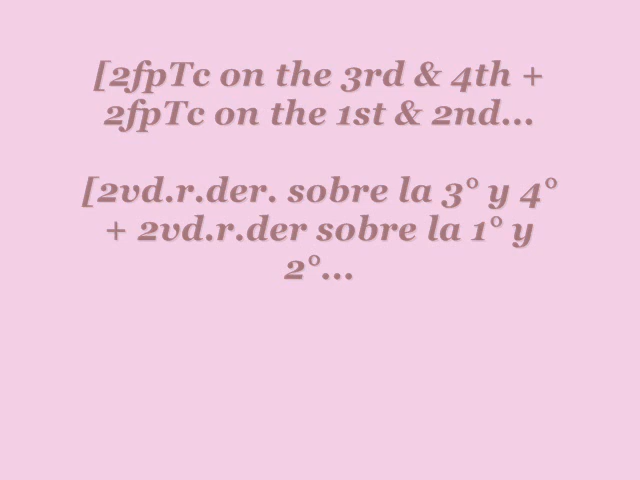 [2fpTc on the 3rd & 4th +
2fpTc on the 1st & 2nd...
[2vd.r.der. sobre la 3° y 4°
+ 2vd.r.der sobre la 1° y
2°...